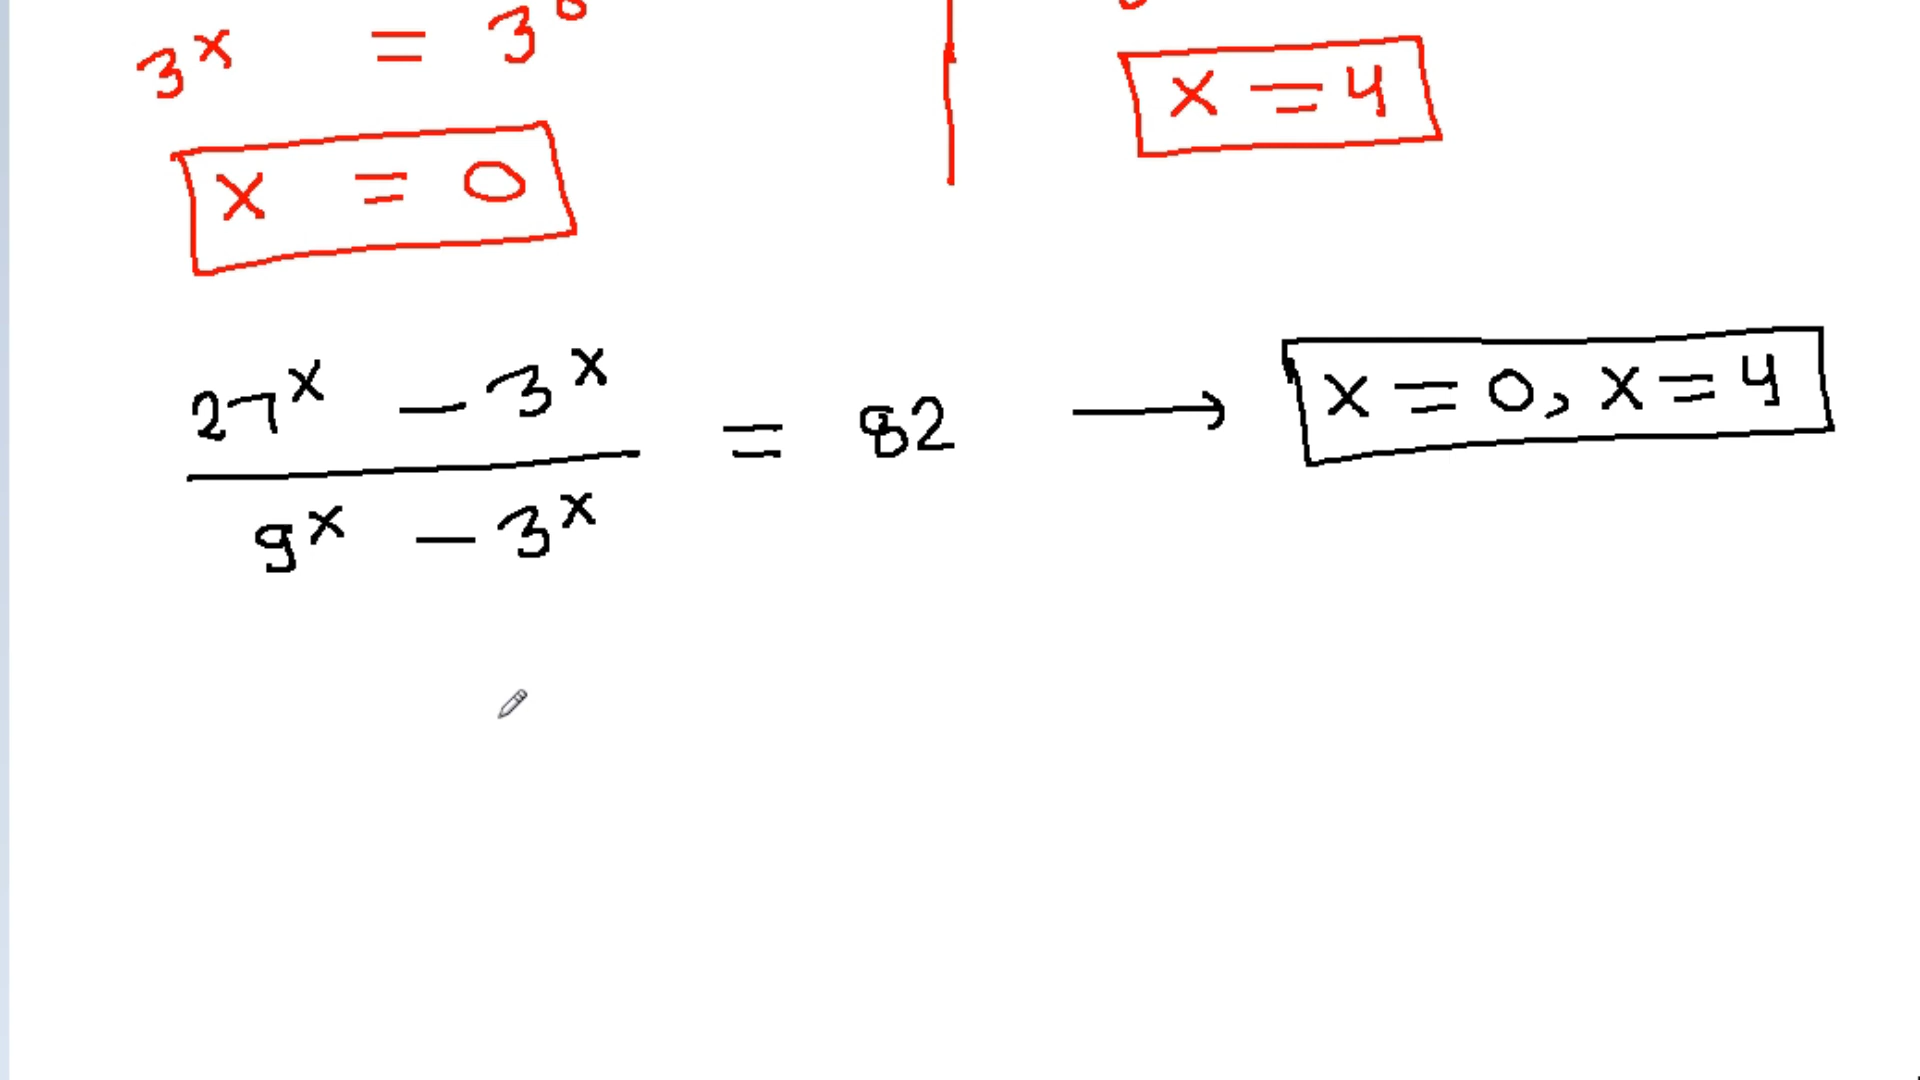 3^x = 3^0
x = 4
x = 0
27^x - 3^x / 9^x - 3^x = 82 → x = 0, x = 4